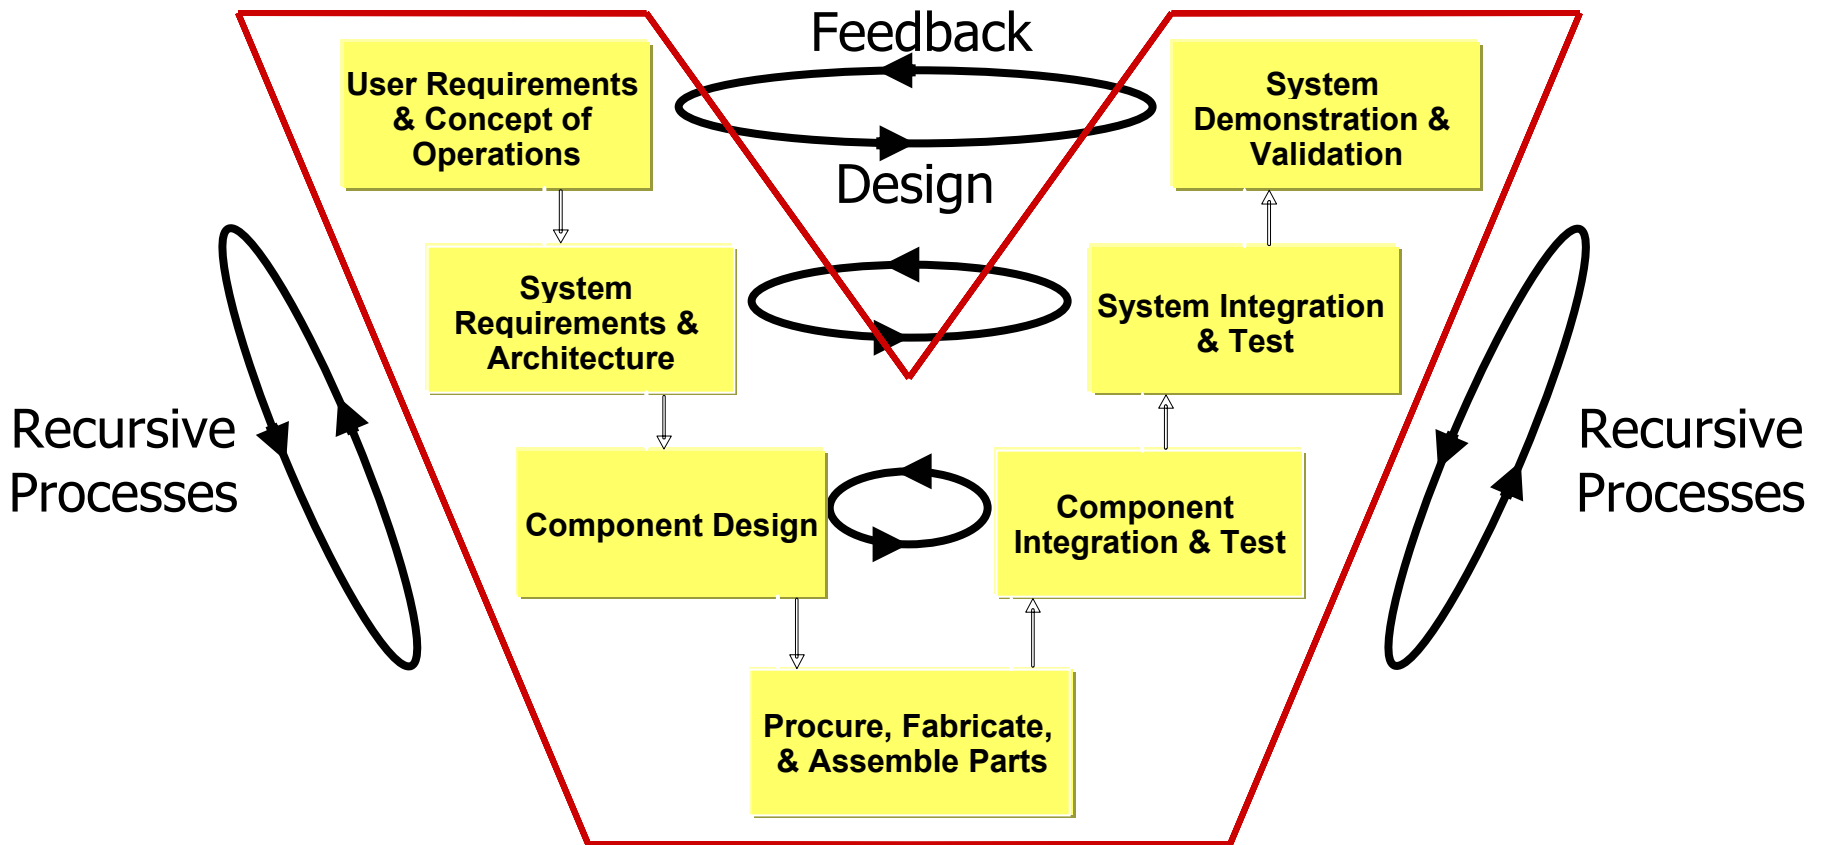 Feedback
User Requirements
& Concept of
Operations
System
Demonstration &
Validation
Design
System
Requirements &
Architecture
System Integration
& Test
Recursive
Processes
Recursive
Processes
Component Design
Component
Integration & Test
Procure, Fabricate,
& Assemble Parts